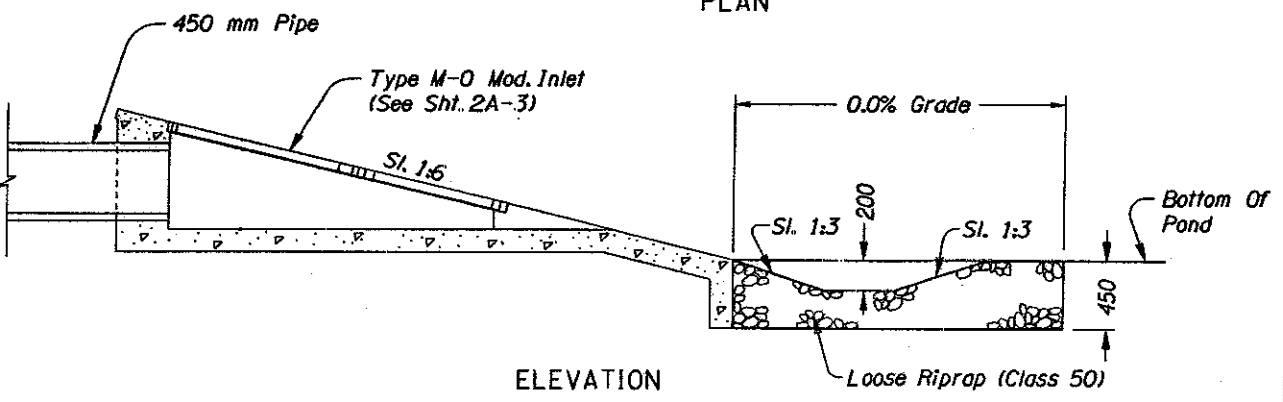 PLAN
450 mm Pipe
Type M-O Mod. Inlet
(See Sht. 2A-3)
0.0% Grade
Sl. 1:6
Sl. 1:3
200
Sl. 1:3
Bottom Of
Pond
450
ELEVATION
Loose Riprap (Class 50)